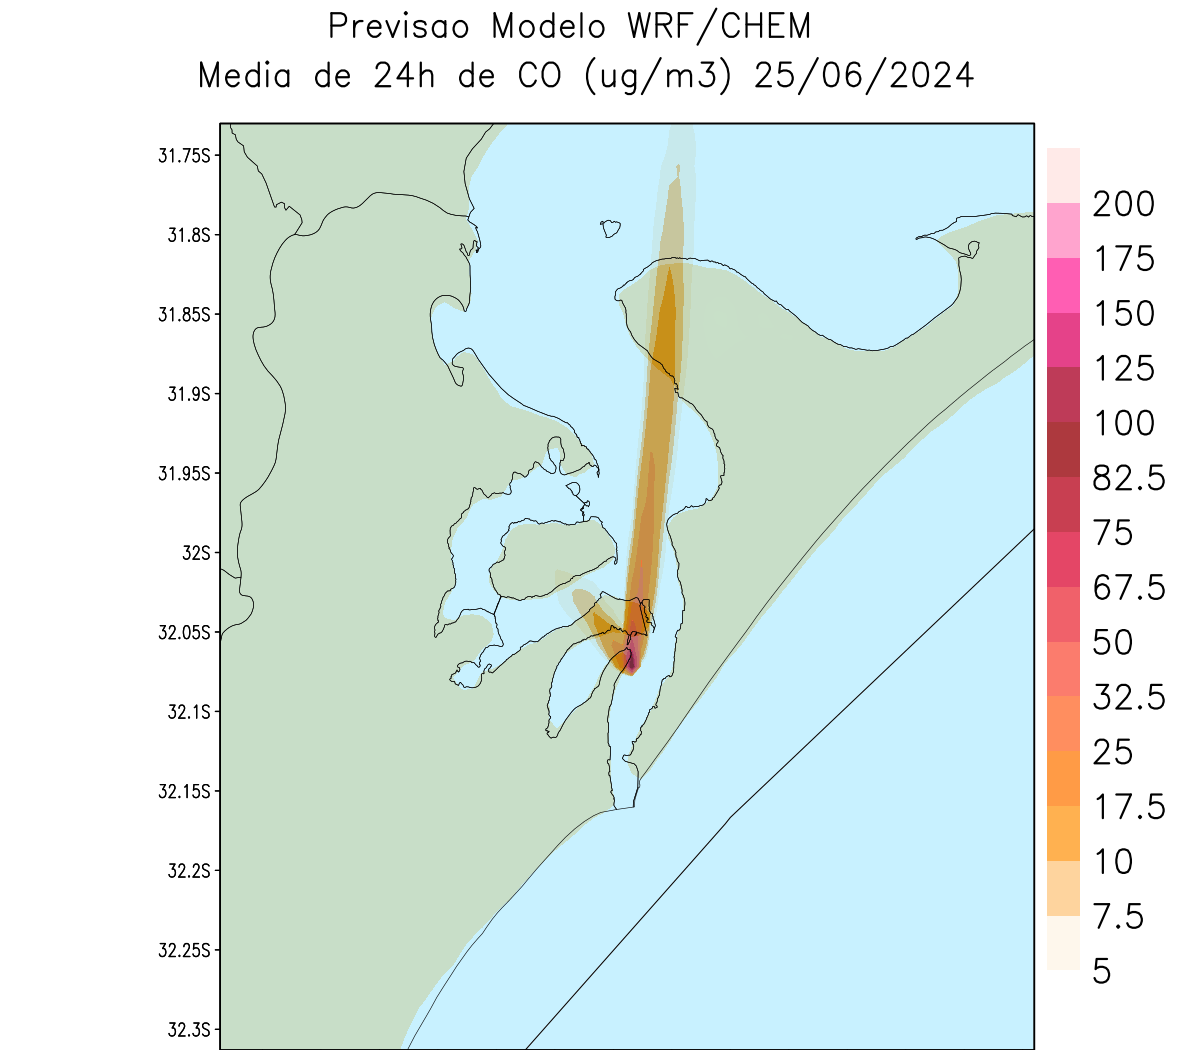 Previsao Modelo WRF/CHEM
Media de 24h de CO (ug/m3) 25/06/2024
31.75S
31.8S
31.85S
31.9S
31.95S
32S
32.05S
32.1S
32.15S
32.2S
32.25S
32.3S
200
175
150
125
100
82.5
75
67.5
50
32.5
25
17.5
10
7.5
5